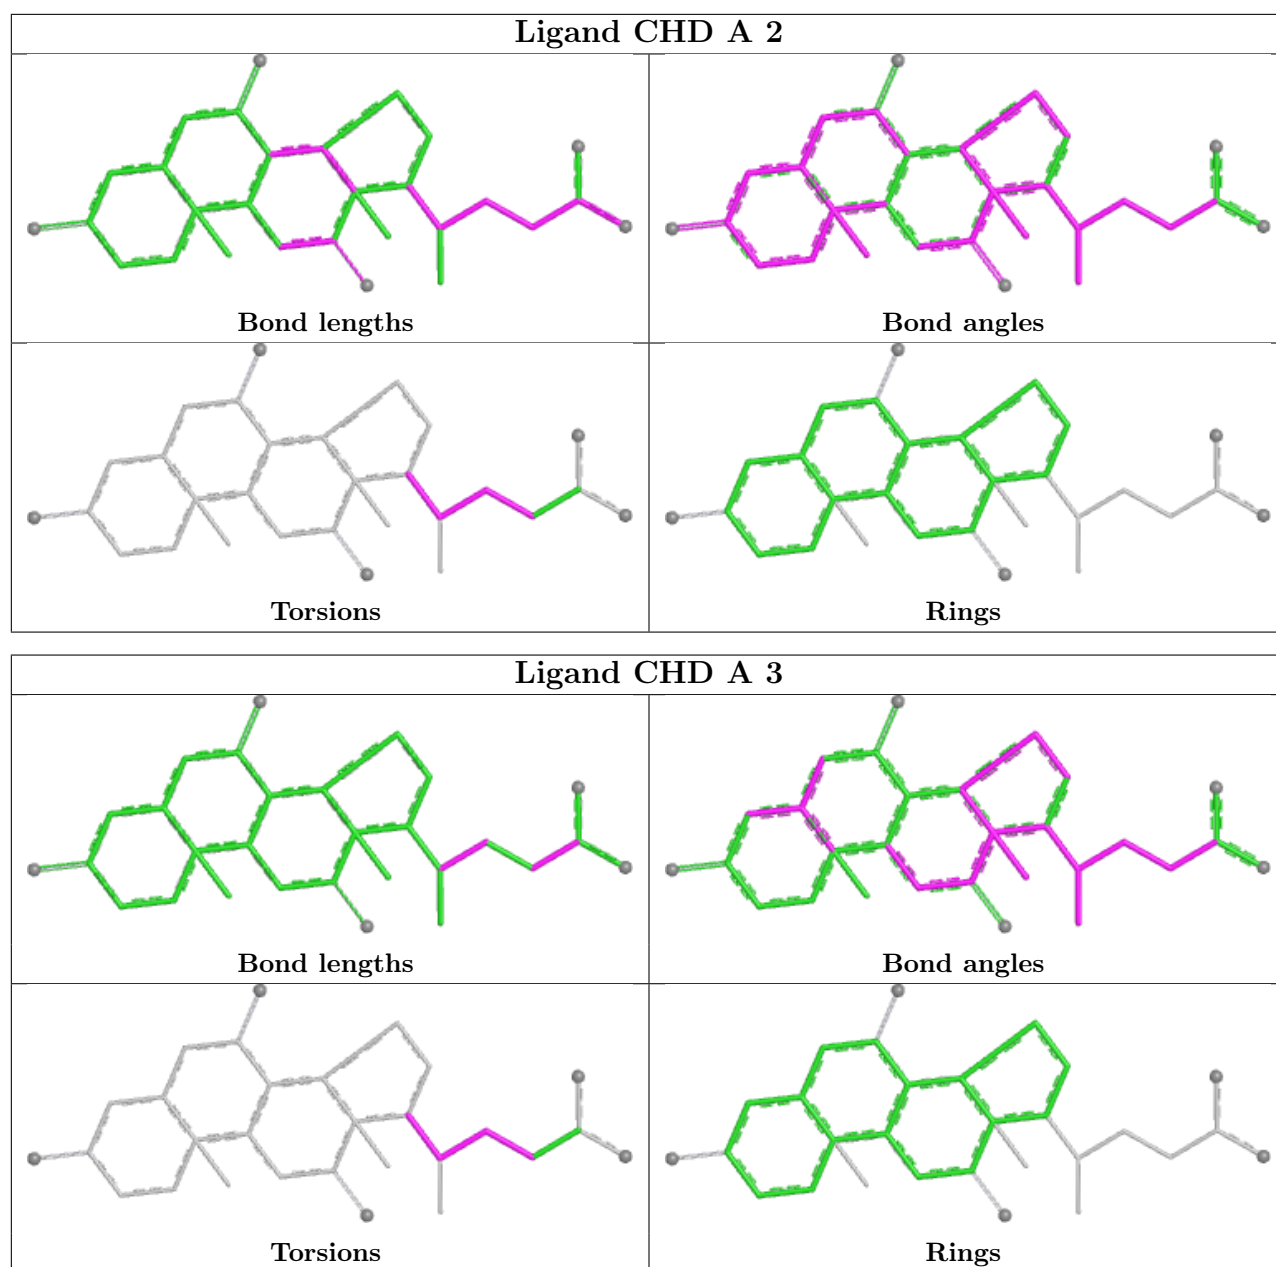 Ligand CHD A 2
Bond lengths
Bond angles
Torsions
Rings
Ligand CHD A 3
Bond lengths
Bond angles
Torsions
Rings